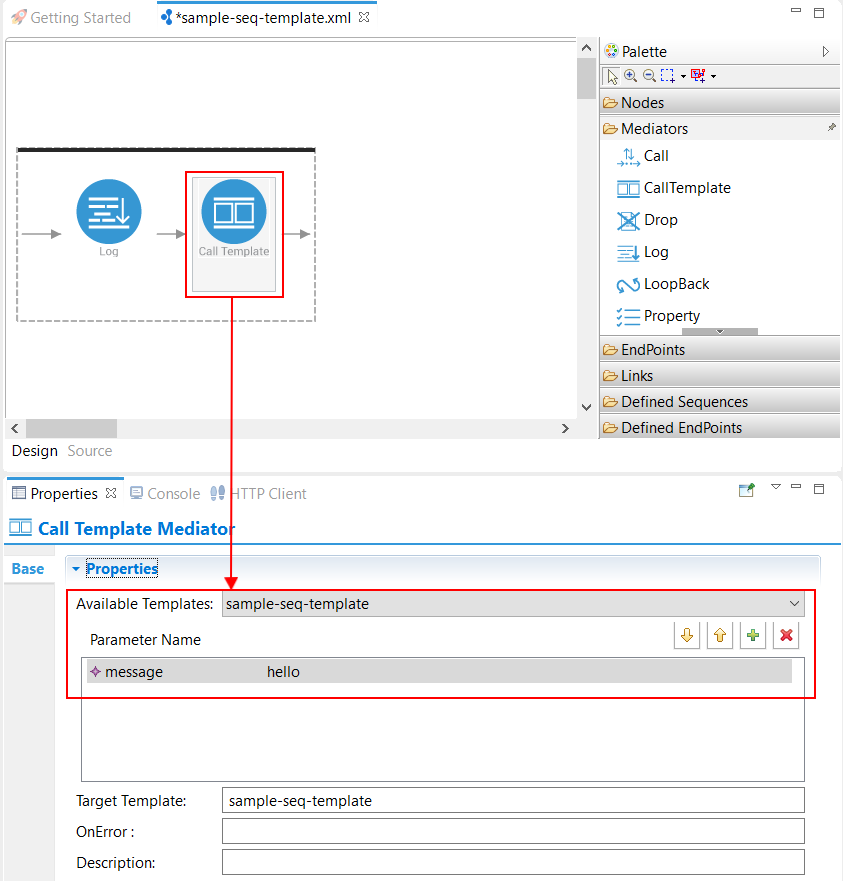 Getting Started
*sample-seq-template.xml
Palette
Nodes
Mediators
Call
CallTemplate
Drop
Log
LoopBack
Property
EndPoints
Links
Defined Sequences
Defined EndPoints
Log
Call Template
Design Source
Properties Console HTTP Client
Call Template Mediator
Base
Properties
Available Templates: sample-seq-template
Parameter Name
message hello
Target Template: sample-seq-template
OnError :
Description: